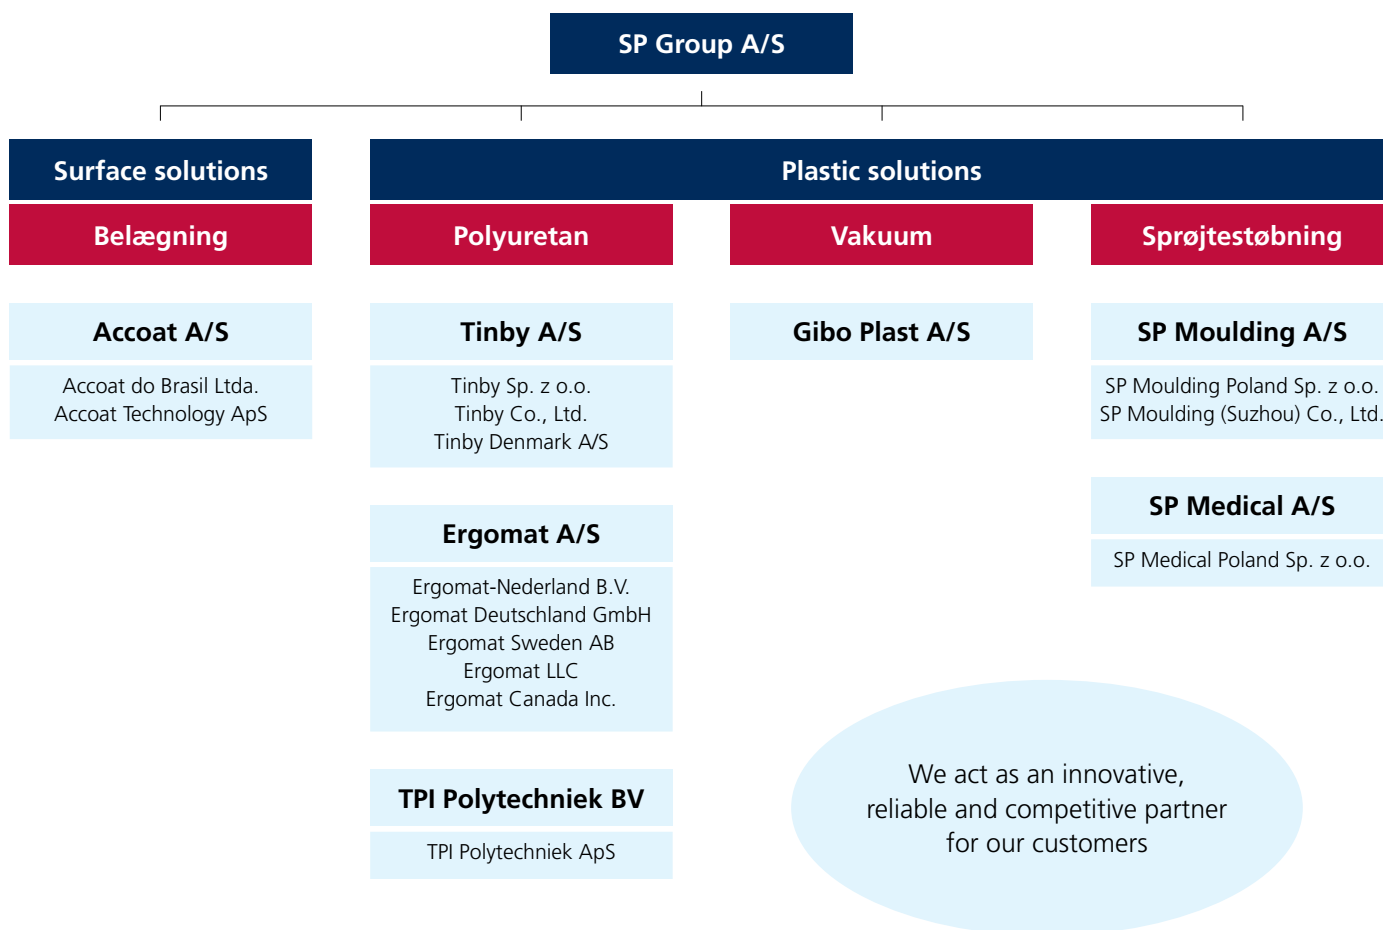 SP Group A/S
Surface solutions
Plastic solutions
Belægning
Polyuretan
Vakuum
Sprøjtestøbning
Accoat A/S
Accoat do Brasil Ltda.
Accoat Technology ApS
Tinby A/S
Tinby Sp. z o.o.
Tinby Co., Ltd.
Tinby Denmark A/S
Ergomat A/S
Ergomat-Nederland B.V.
Ergomat Deutschland GmbH
Ergomat Sweden AB
Ergomat LLC
Ergomat Canada Inc.
TPI Polytechniek BV
TPI Polytechniek ApS
Gibo Plast A/S
SP Moulding A/S
SP Moulding Poland Sp. z o.o.
SP Moulding (Suzhou) Co., Ltd.
SP Medical A/S
SP Medical Poland Sp. z o.o.
We act as an innovative,
reliable and competitive partner
for our customers